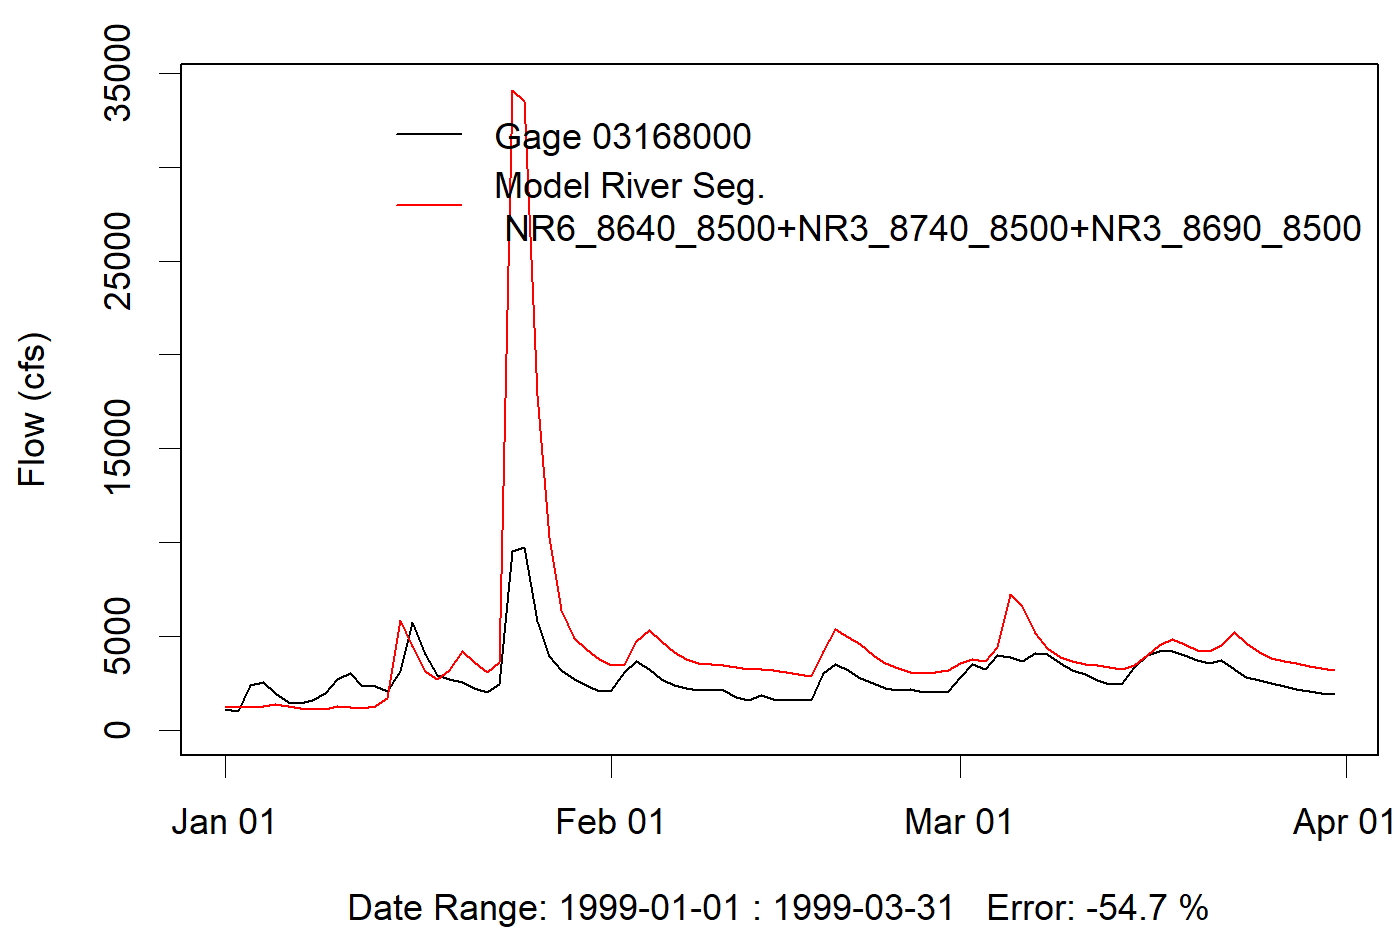 35000
25000
15000
5000
0
Flow (cfs)
Gage 03168000
Model River Seg.
NR6_8640_8500+NR3_8740_8500+NR3_8690_8500
Jan 01
Feb 01
Mar 01
Apr 01
Date Range: 1999-01-01 : 1999-03-31 Error: -54.7 %